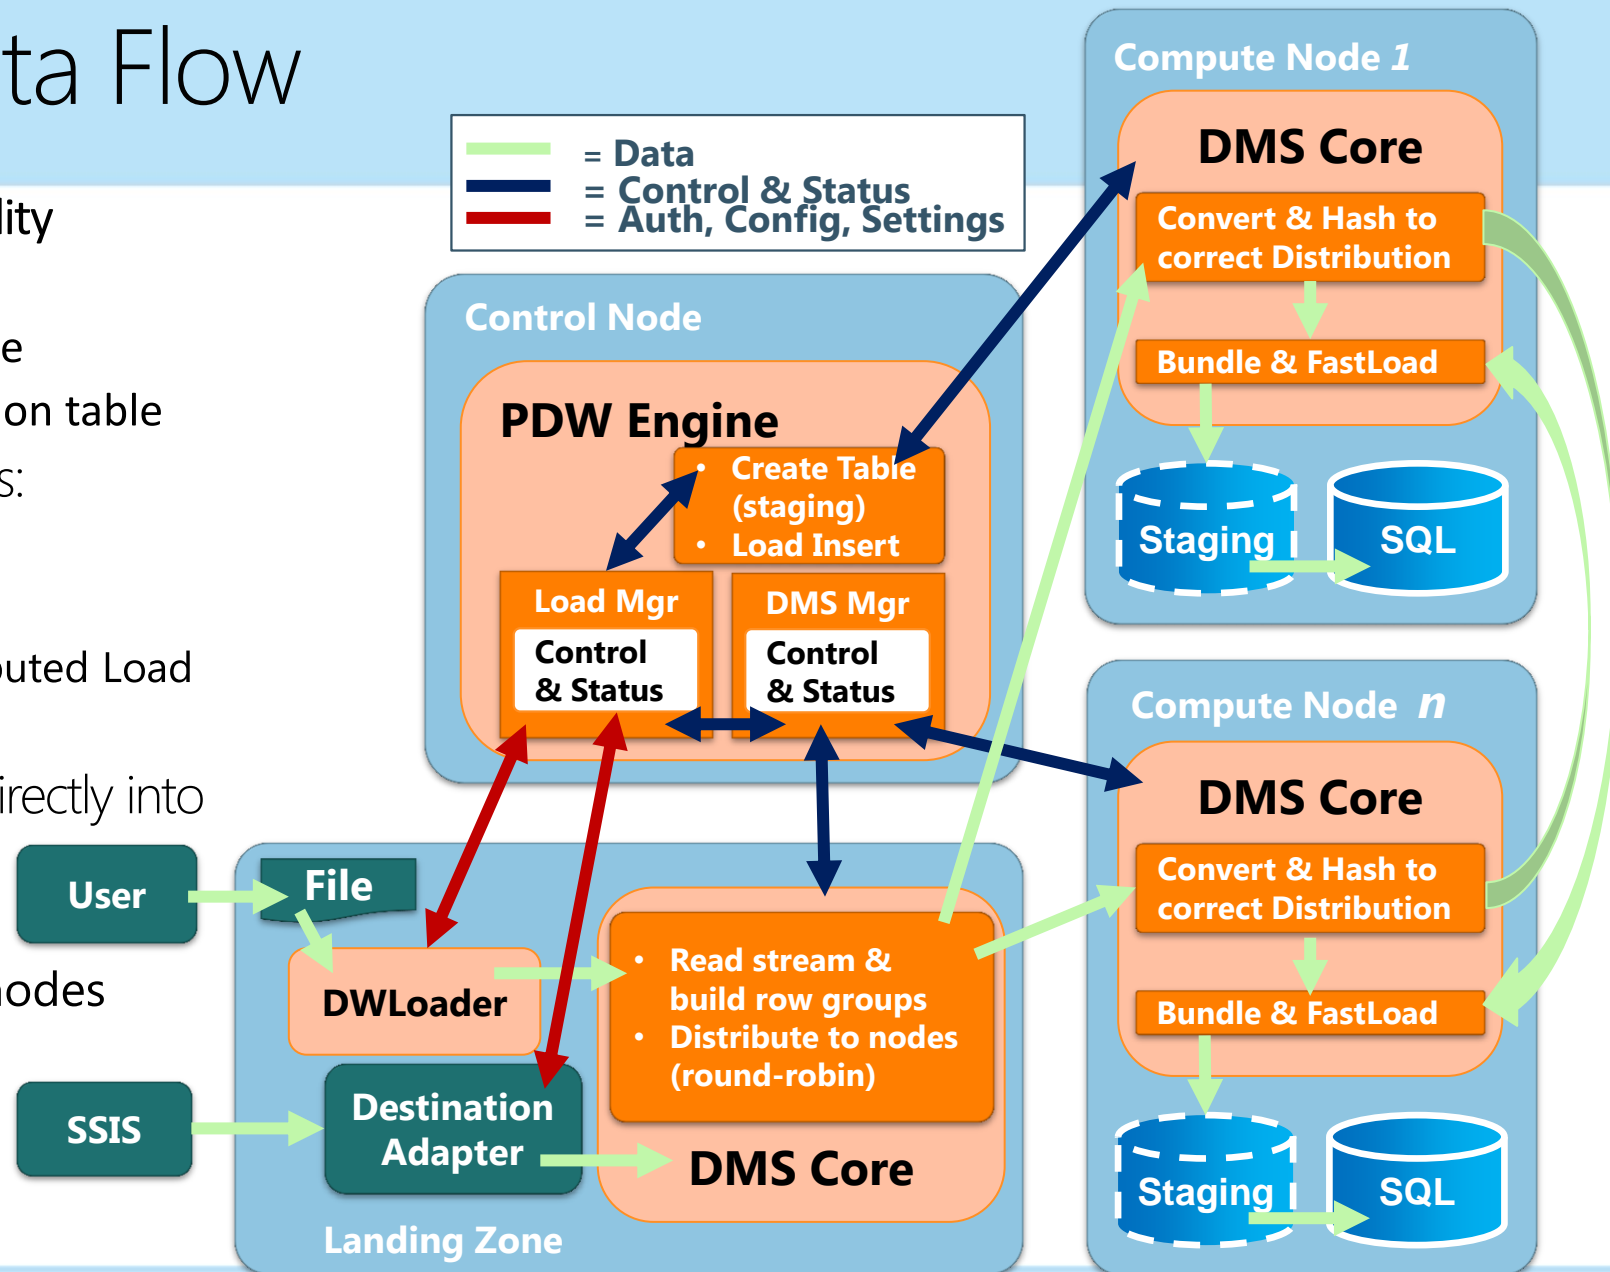 ta Flow
lity
e
on table
s:
outed Load
irectly into
nodes
= Data
= Control & Status
= Auth, Config, Settings
Control Node
PDW Engine
• Create Table
(staging)
• Load Insert
Load Mgr
Control
& Status
DMS Mgr
Control
& Status
User
File
DWLoader
SSIS
Destination
Adapter
• Read stream &
build row groups
• Distribute to nodes
(round-robin)
DMS Core
Landing Zone
Compute Node 1
DMS Core
Convert & Hash to
correct Distribution
Bundle & FastLoad
Staging
SQL
Compute Node n
DMS Core
Convert & Hash to
correct Distribution
Bundle & FastLoad
Staging
SQL